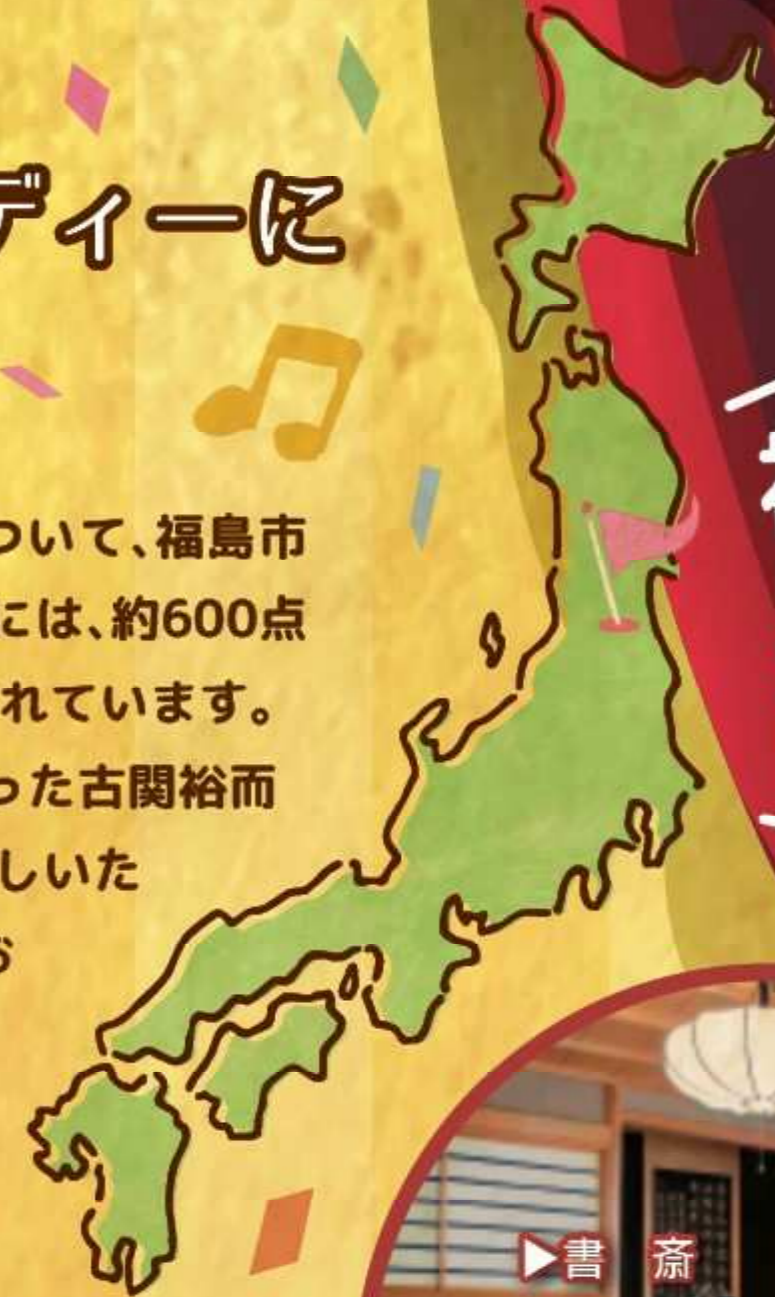 ディーに
ついて、福島市
には、約600点
れています。
った古関裕而
しいた
お
▶書 斎